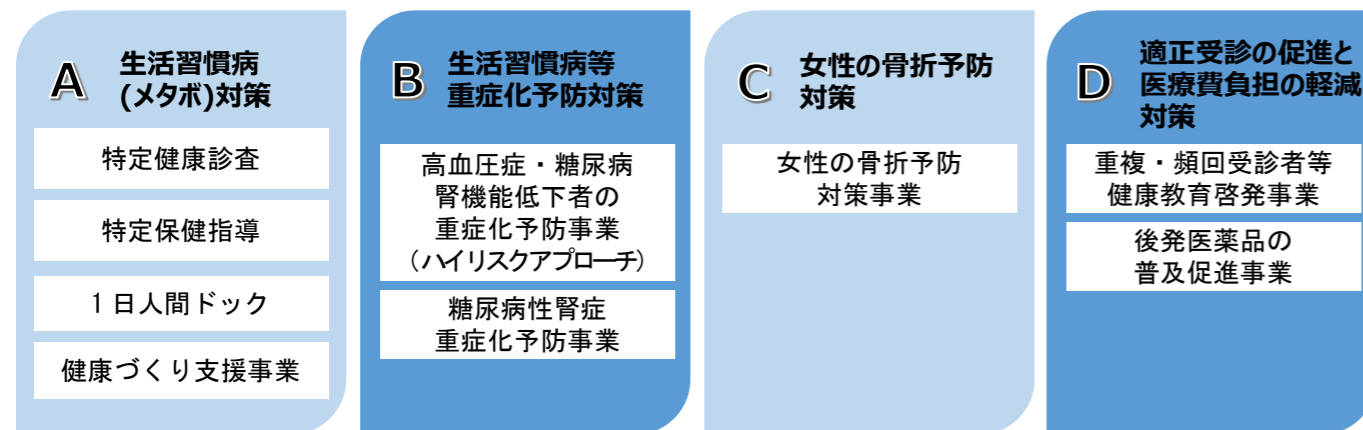 A
生活習慣病
(メタボ)対策
特定健康診査
特定保健指導
1日人間ドック
健康づくり支援事業
B
生活習慣病等
重症化予防対策
高血圧症・糖尿病
腎機能低下者の
重症化予防事業
(ハイリスクアプローチ)
糖尿病性腎症
重症化予防事業
C
女性の骨折予防
対策
女性の骨折予防
対策事業
D
適正受診の促進と
医療費負担の軽減
対策
重複・頻回受診者等
健康教育啓発事業
後発医薬品の
普及促進事業